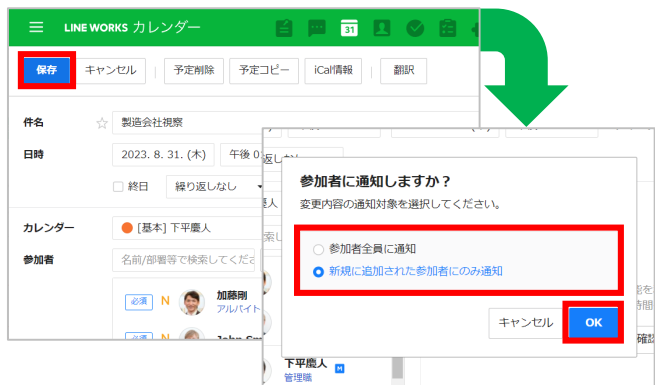 LINE WORKS カレンダー
31
保存 キャンセル 予定削除 予定コピー iCal情報 翻訳
件名 ☆ 製造会社視察
日時 2023. 8. 31. (木) 午後
終日 繰り返しなし
カレンダー [基本] 下平慶人
参加者 名前/部署等で検索してくださ
必須 N 加藤剛
アルバイト
必須 N
参加者に通知しますか？
変更内容の通知対象を選択してください。
参加者全員に通知
新規に追加された参加者にのみ通知
キャンセル OK
下平慶人 M
管理職